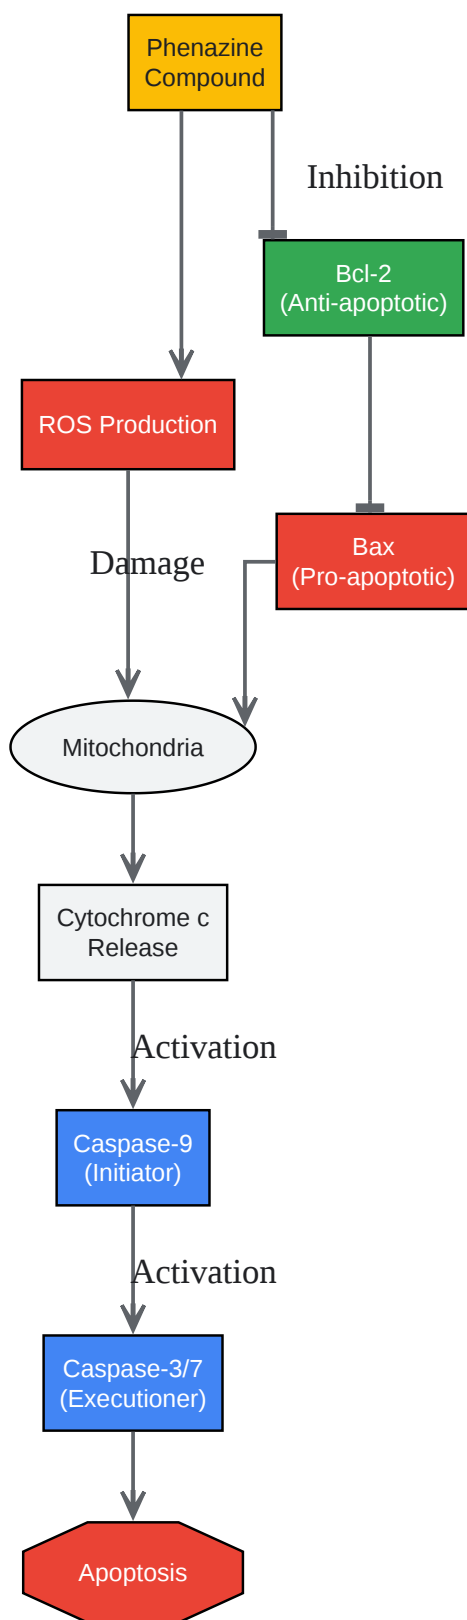 Phenazine
Compound
Inhibition
Bcl-2
(Anti-apoptotic)
ROS Production
Bax
(Pro-apoptotic)
Damage
Mitochondria
Cytochrome c
Release
Activation
Caspase-9
(Initiator)
Activation
Caspase-3/7
(Executioner)
Apoptosis